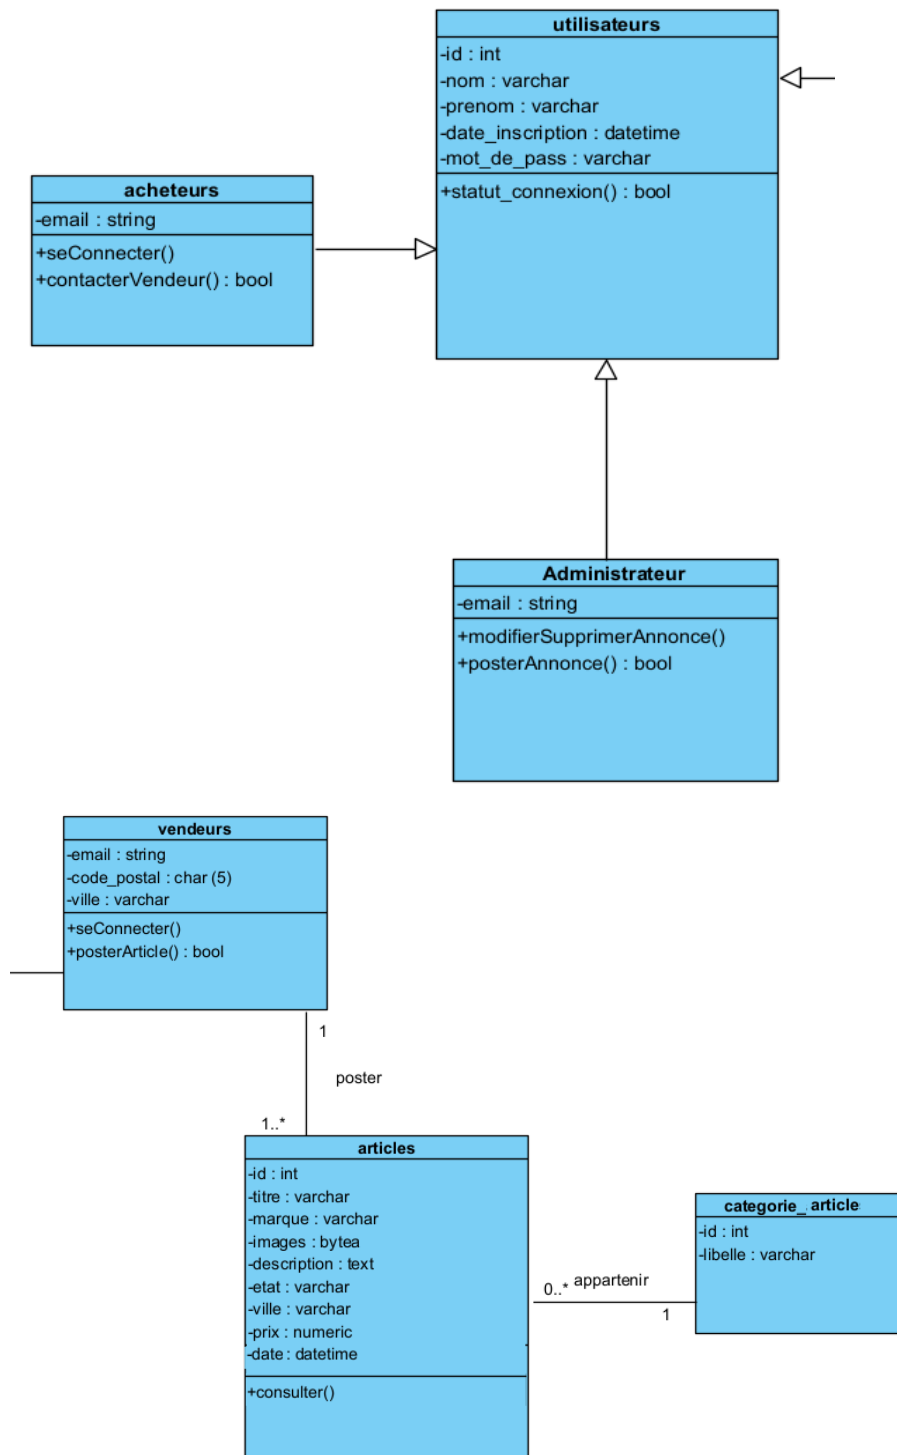 utilisateurs
-id : int
-nom : varchar
-prenom : varchar
-date_inscription : datetime
-mot_de_pass : varchar
+statut_connexion() : bool
acheteurs
-email : string
+seConnecter()
+contacterVendeur() : bool
Administrateur
-email : string
+modifierSupprimerAnnonce()
+posterAnnonce() : bool
vendeurs
-email : string
-code_postal : char (5)
-ville : varchar
+seConnecter()
+posterArticle() : bool
1
poster
1..*
articles
-id : int
-titre : varchar
-marque : varchar
-images : bytea
-description : text
-etat : varchar
-ville : varchar
-prix : numeric
-date : datetime
+consulter()
0..* appartenir
1
categorie_article
-id : int
-libelle : varchar